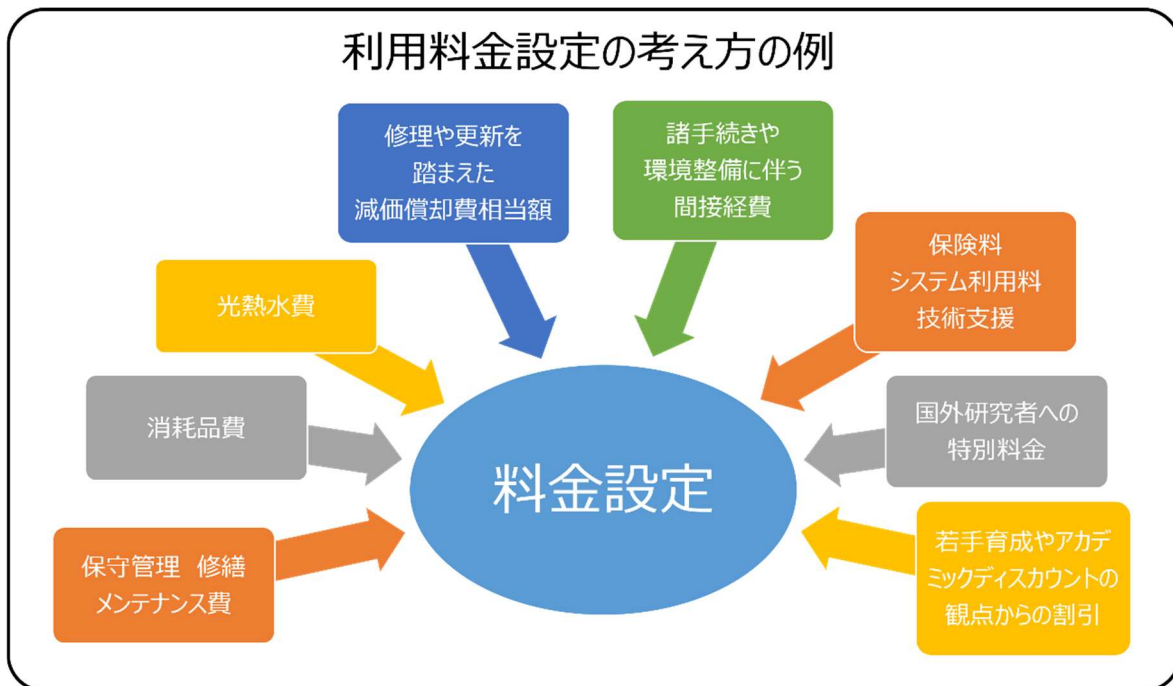 利用料金設定の考え方の例
修理や更新を
踏まえた
減価償却費相当額
諸手続きや
環境整備に伴う
間接経費
光熱水費
保険料
システム利用料
技術支援
消耗品費
国外研究者への
特別料金
料金設定
保守管理　修繕
メンテナンス費
若手育成やアカデ
ミックディスカウントの
観点からの割引